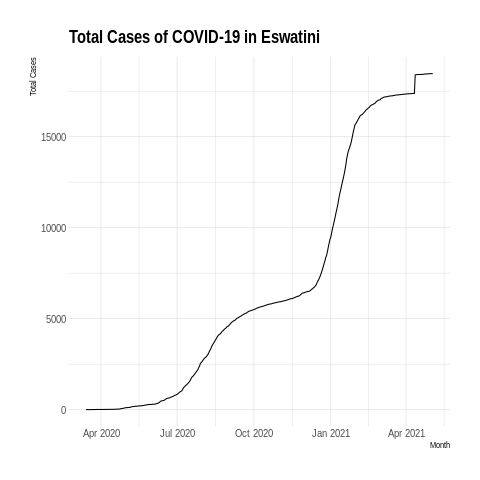 Total Cases of COVID-19 in Eswatini
Total Cases
15000
10000
5000
0
Apr 2020 Jul 2020 Oct 2020 Jan 2021 Apr 2021
Month